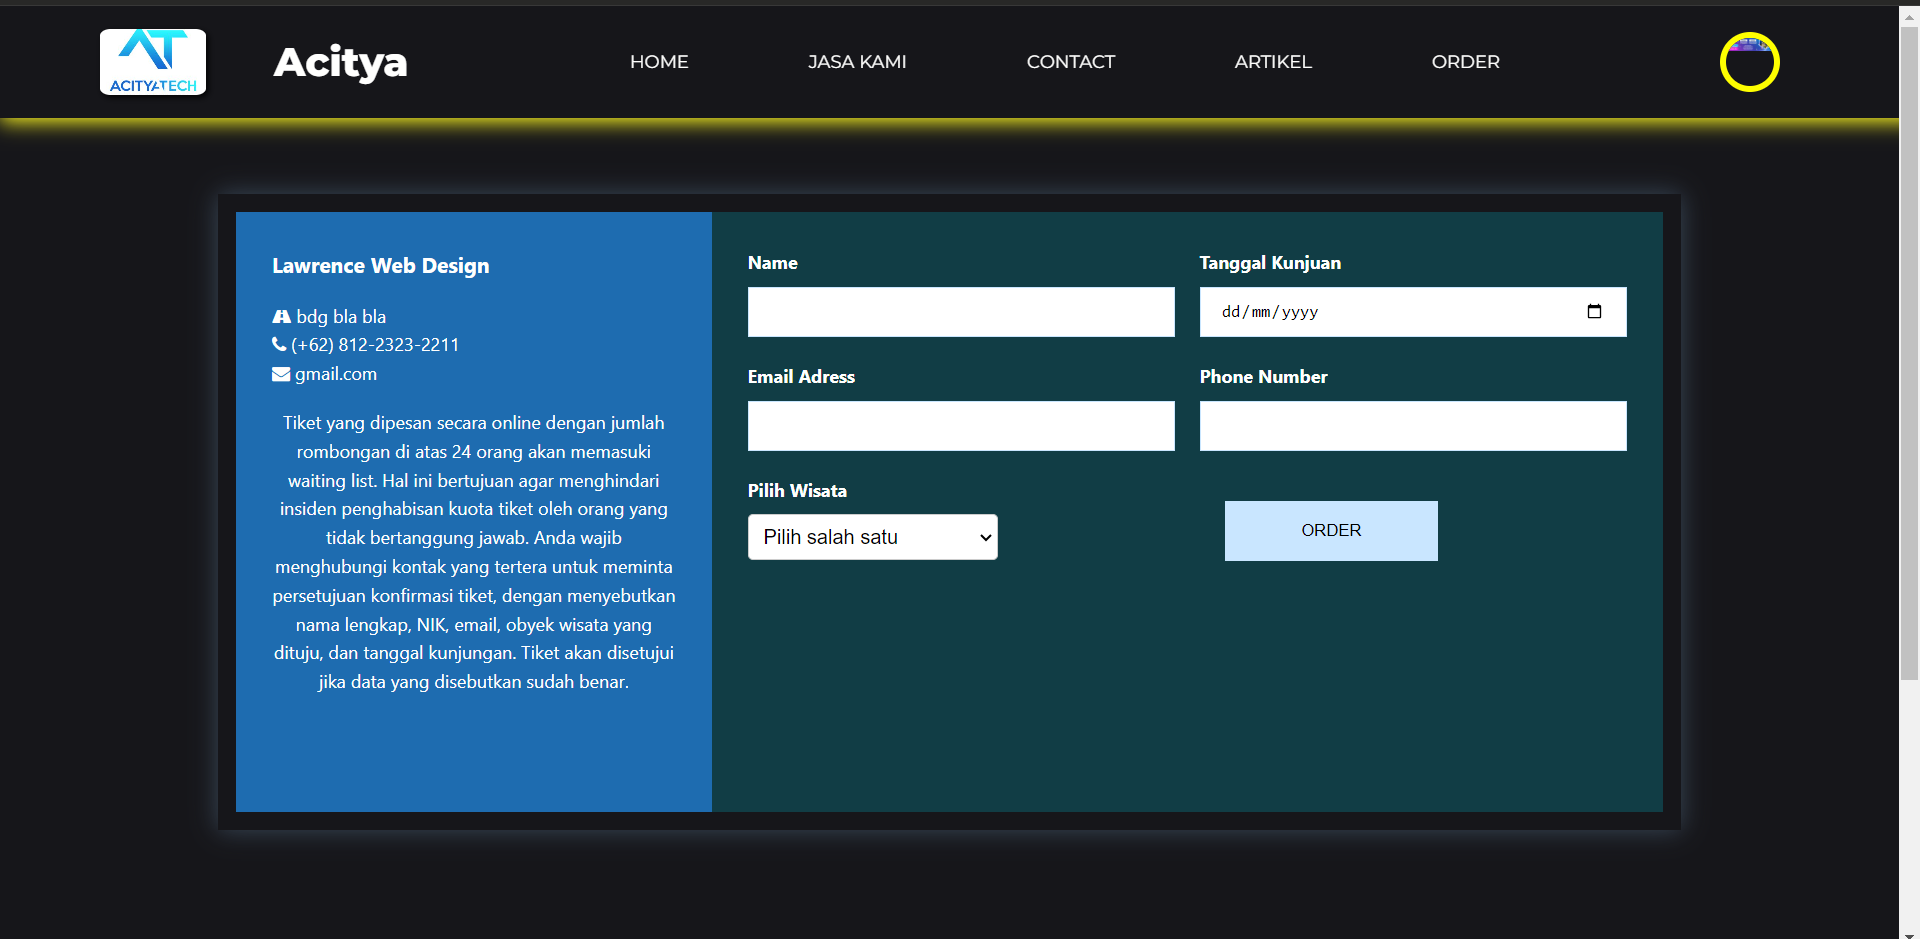 ACITYATECH
Acitya
HOME
JASA KAMI
CONTACT
ARTIKEL
ORDER
Lawrence Web Design
bdg bla bla
(+62) 812-2323-2211
gmail.com
Tiket yang dipesan secara online dengan jumlah
rombongan di atas 24 orang akan memasuki
waiting list. Hal ini bertujuan agar menghindari
insiden penghabisan kuota tiket oleh orang yang
tidak bertanggung jawab. Anda wajib
menghubungi kontak yang tertera untuk meminta
persetujuan konfirmasi tiket, dengan menyebutkan
nama lengkap, NIK, email, obyek wisata yang
dituju, dan tanggal kunjungan. Tiket akan disetujui
jika data yang disebutkan sudah benar.
Name
Tanggal Kunjuan
dd/mm/yyyy
Email Adress
Phone Number
Pilih Wisata
Pilih salah satu
ORDER